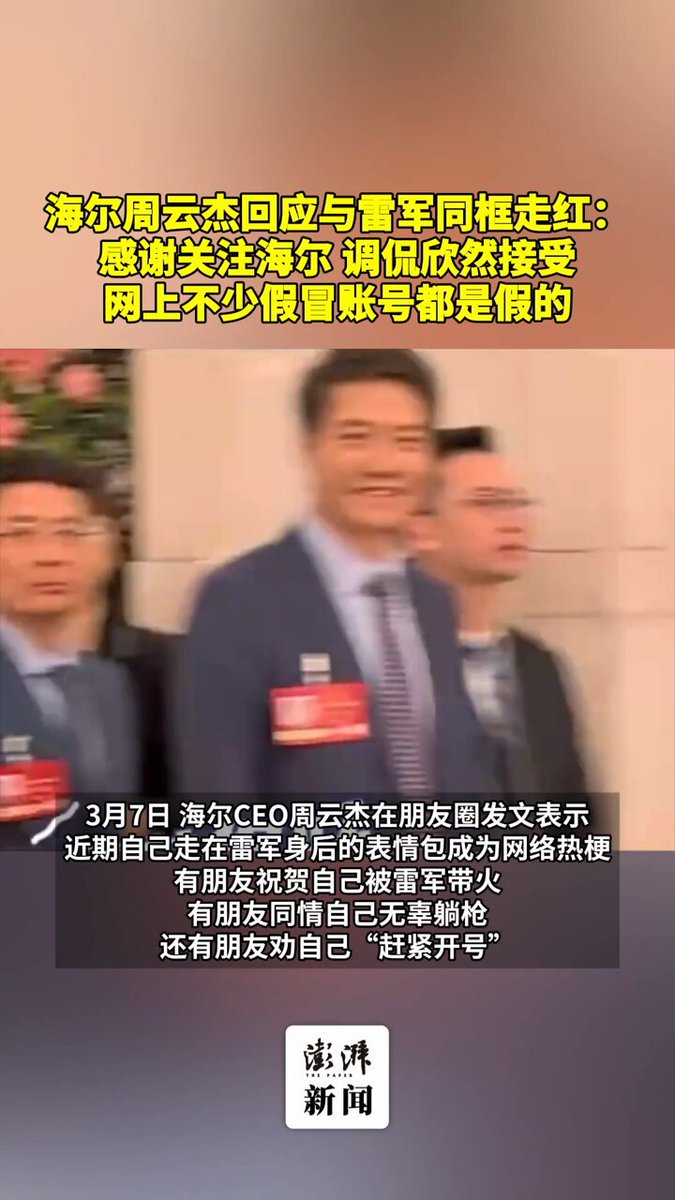 海尔周云杰回应与雷军同框走红：
感谢关注海尔 调侃欣然接受
网上不少假冒账号都是假的
3月7日 海尔CEO周云杰在朋友圈发文表示
近期自己走在雷军身后的表情包成为网络热梗
有朋友祝贺自己被雷军带火
有朋友同情自己无辜躺枪
还有朋友劝自己“赶紧开号”
澎湃
THE PAPER
新闻